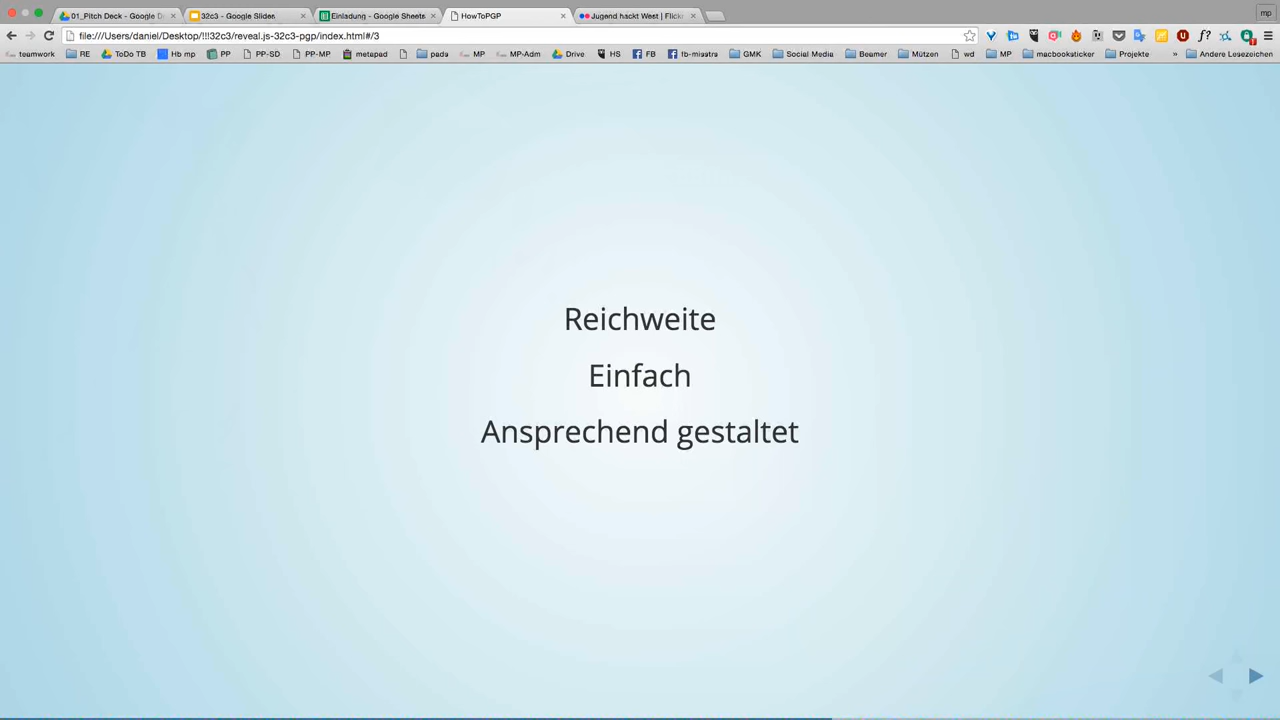 01_Pitch Deck - Google D
32c3 - Google Slides
Einladung - Google Sheets
HowToPGP
Jugend hackt West | Flickr
mp
file:///Users/daniel/Desktop/!!!32c3/reveal.js-32c3-pgp/index.html#/3
teamwork
RE
ToDo TB
Hb mp
PP
PP-SD
PP-MP
metapad
pads
MP
MP-Adm
Drive
HS
FB
fb-misstrs
GMK
Social Media
Beamer
Mützen
wd
MP
macbooksticker
Projekte
»
Andere Lesezeichen
Reichweite
Einfach
Ansprechend gestaltet